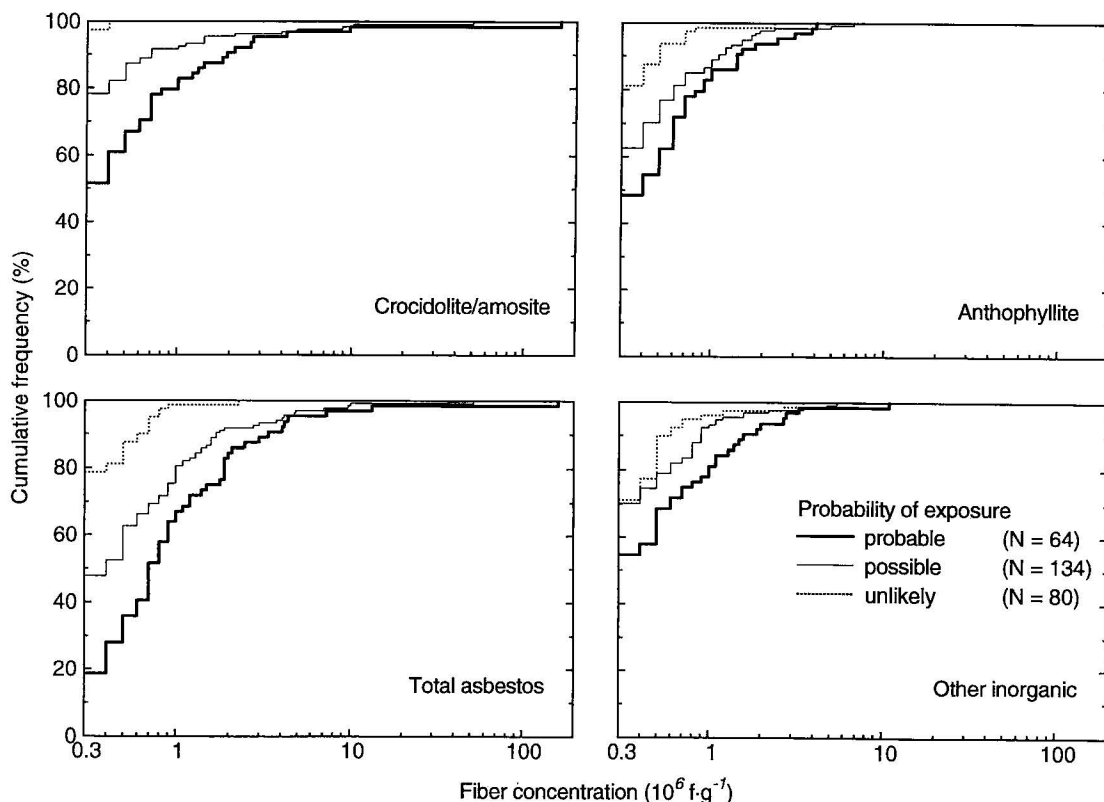 100
80
60
40
20
0
Crocidolite/amosite
Anthophyllite
Cumulative frequency (%)
100
80
60
40
20
0
0.3 1 10 100
Total asbestos
Probability of exposure
probable (N = 64)
possible (N = 134)
unlikely (N = 80)
Other inorganic
0.3 1 10 100
Fiber concentration (10⁶ f·g⁻¹)